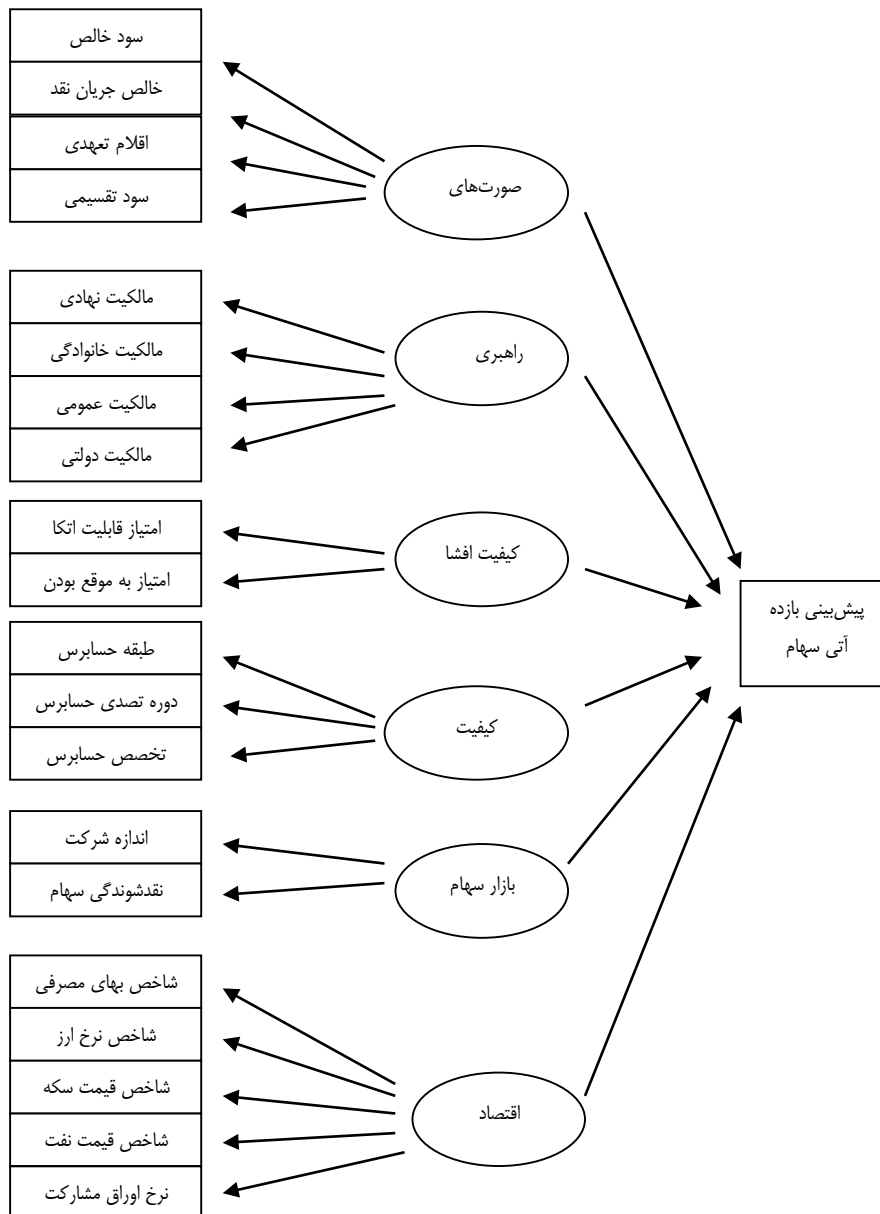 سود خالص
خالص جریان نقد
اقلام تعهدی
سود تقسیمی
صورت‌های
مالکیت نهادی
مالکیت خانوادگی
مالکیت عمومی
مالکیت دولتی
راهبری
امتیاز قابلیت اتکا
امتیاز به موقع بودن
کیفیت افشا
پیش‌بینی بازده
آتی سهام
طبقه حسابرس
دوره تصدی حسابرس
تخصص حسابرس
کیفیت
اندازه شرکت
نقدشوندگی سهام
بازار سهام
شاخص بهای مصرفی
شاخص نرخ ارز
شاخص قیمت سکه
شاخص قیمت نفت
نرخ اوراق مشارکت
اقتصاد